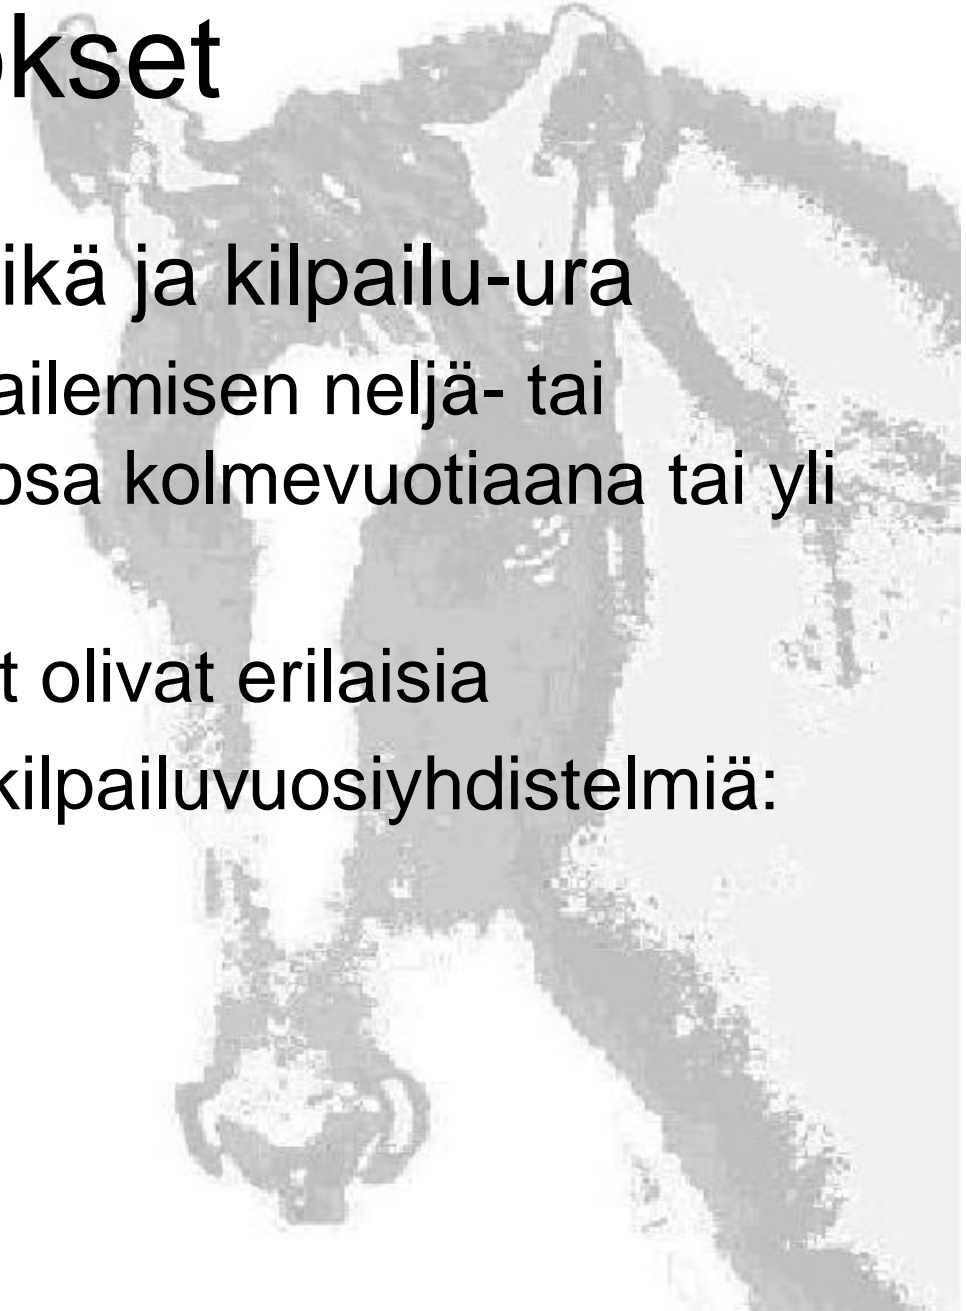 okset
ikä ja kilpailu-ura
ailemisen neljä- tai
osa kolmevuotiaana tai yli
t olivat erilaisia
kilpailuvuosiyhdistelmiä: